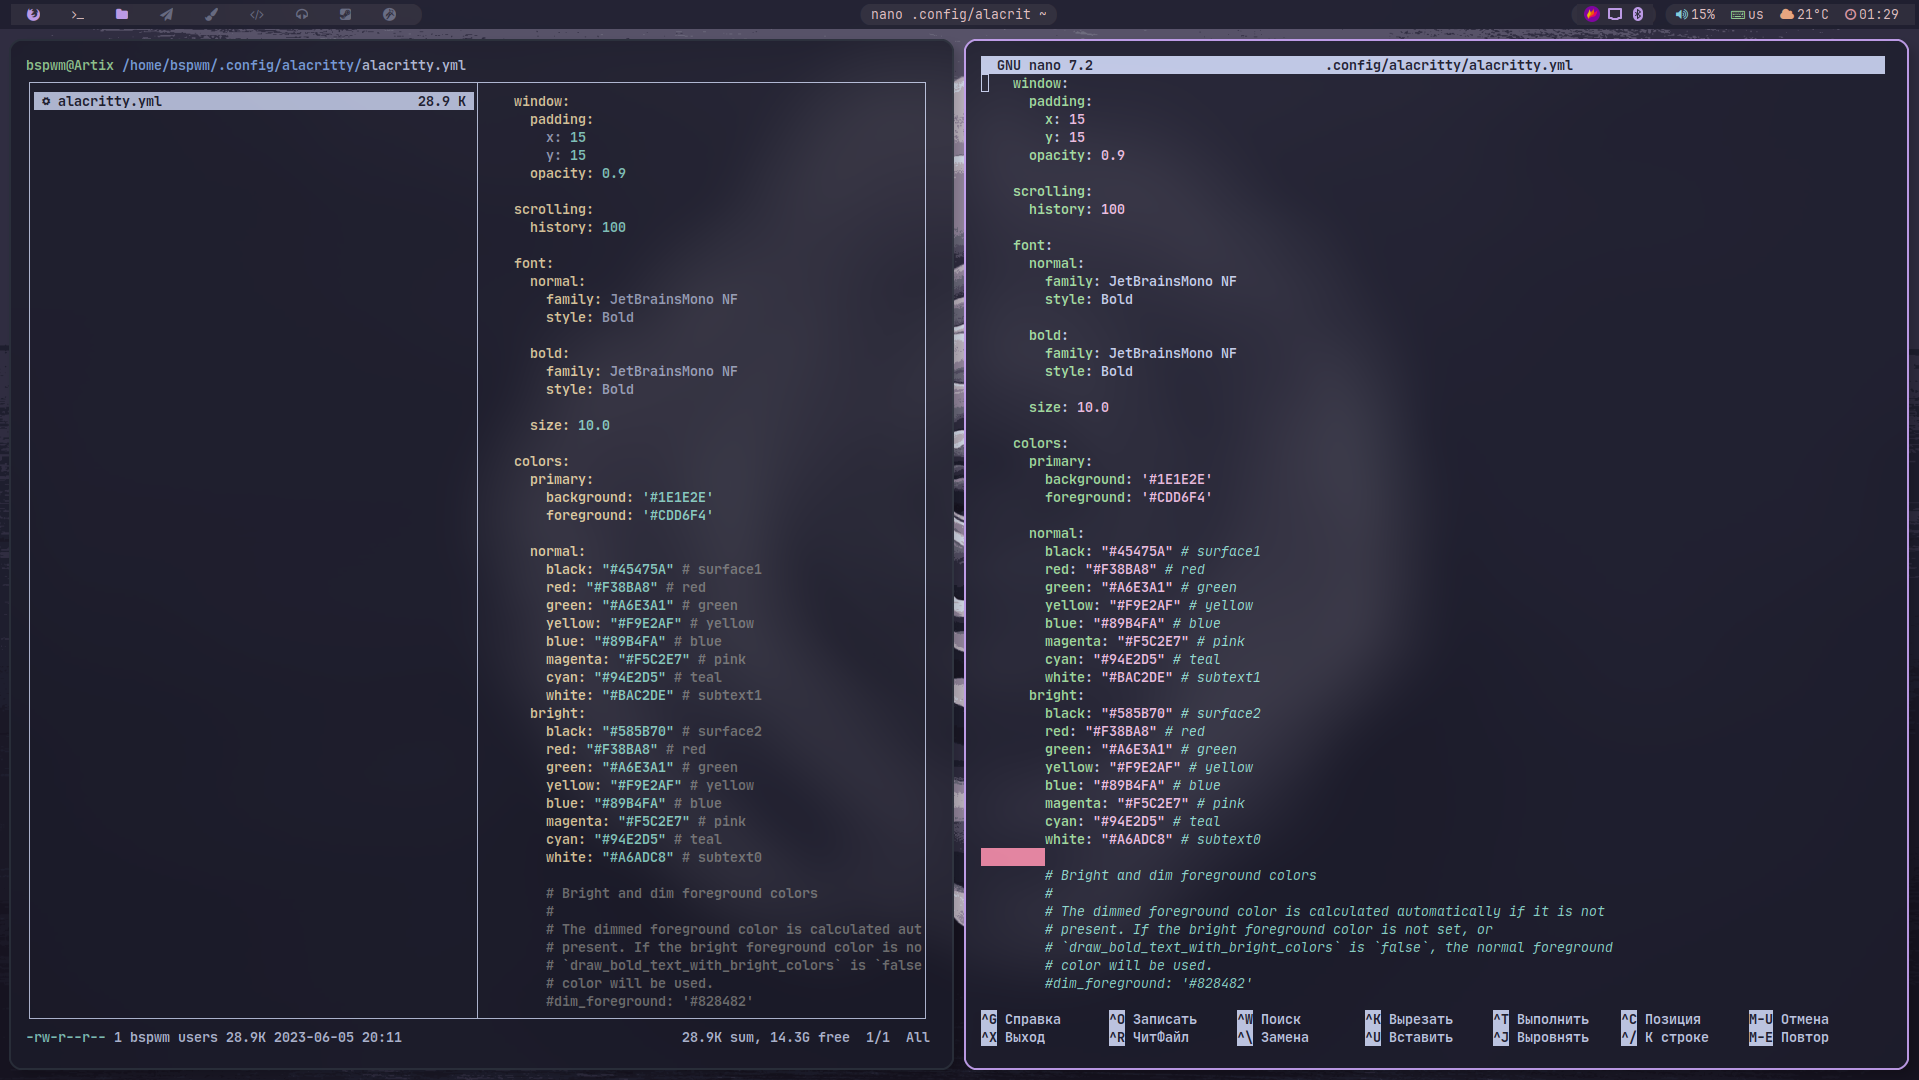 nano .config/alacrit ~
15%
us
21°C
01:29
bspwm@Artix /home/bspwm/.config/alacritty/alacritty.yml
alacritty.yml 28.9 K
window:
padding:
x: 15
y: 15
opacity: 0.9
scrolling:
history: 100
font:
normal:
family: JetBrainsMono NF
style: Bold
bold:
family: JetBrainsMono NF
style: Bold
size: 10.0
colors:
primary:
background: '#1E1E2E'
foreground: '#CDD6F4'
normal:
black: "#45475A" # surface1
red: "#F38BA8" # red
green: "#A6E3A1" # green
yellow: "#F9E2AF" # yellow
blue: "#89B4FA" # blue
magenta: "#F5C2E7" # pink
cyan: "#94E2D5" # teal
white: "#BAC2DE" # subtext1
bright:
black: "#585B70" # surface2
red: "#F38BA8" # red
green: "#A6E3A1" # green
yellow: "#F9E2AF" # yellow
blue: "#89B4FA" # blue
magenta: "#F5C2E7" # pink
cyan: "#94E2D5" # teal
white: "#A6ADC8" # subtext0
# Bright and dim foreground colors
#
# The dimmed foreground color is calculated aut
# present. If the bright foreground color is no
# `draw_bold_text_with_bright_colors` is `false
# color will be used.
#dim_foreground: '#828482'
-rw-r--r-- 1 bspwm users 28.9K 2023-06-05 20:11
28.9K sum, 14.3G free 1/1 All
GNU nano 7.2 .config/alacritty/alacritty.yml
window:
padding:
x: 15
y: 15
opacity: 0.9
scrolling:
history: 100
font:
normal:
family: JetBrainsMono NF
style: Bold
bold:
family: JetBrainsMono NF
style: Bold
size: 10.0
colors:
primary:
background: '#1E1E2E'
foreground: '#CDD6F4'
normal:
black: "#45475A" # surface1
red: "#F38BA8" # red
green: "#A6E3A1" # green
yellow: "#F9E2AF" # yellow
blue: "#89B4FA" # blue
magenta: "#F5C2E7" # pink
cyan: "#94E2D5" # teal
white: "#BAC2DE" # subtext1
bright:
black: "#585B70" # surface2
red: "#F38BA8" # red
green: "#A6E3A1" # green
yellow: "#F9E2AF" # yellow
blue: "#89B4FA" # blue
magenta: "#F5C2E7" # pink
cyan: "#94E2D5" # teal
white: "#A6ADC8" # subtext0
# Bright and dim foreground colors
#
# The dimmed foreground color is calculated automatically if it is not
# present. If the bright foreground color is not set, or
# `draw_bold_text_with_bright_colors` is `false`, the normal foreground
# color will be used.
#dim_foreground: '#828482'
^G Справка ^O Записать ^W Поиск ^K Вырезать ^T Выполнить ^C Позиция M-U Отмена
^X Выход ^R ЧитФайл ^\ Замена ^U Вставить ^J Выровнять ^/ К строке M-E Повтор